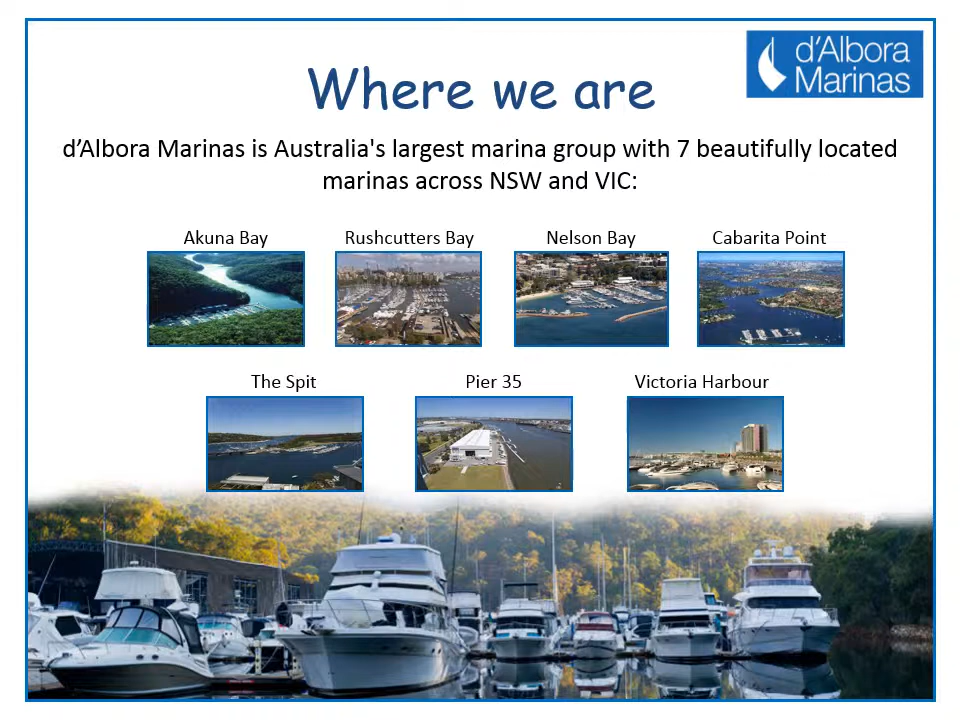 d'Albora
Marinas
Where we are
d’Albora Marinas is Australia's largest marina group with 7 beautifully located
marinas across NSW and VIC:
Akuna Bay
Rushcutters Bay
Nelson Bay
Cabarita Point
The Spit
Pier 35
Victoria Harbour